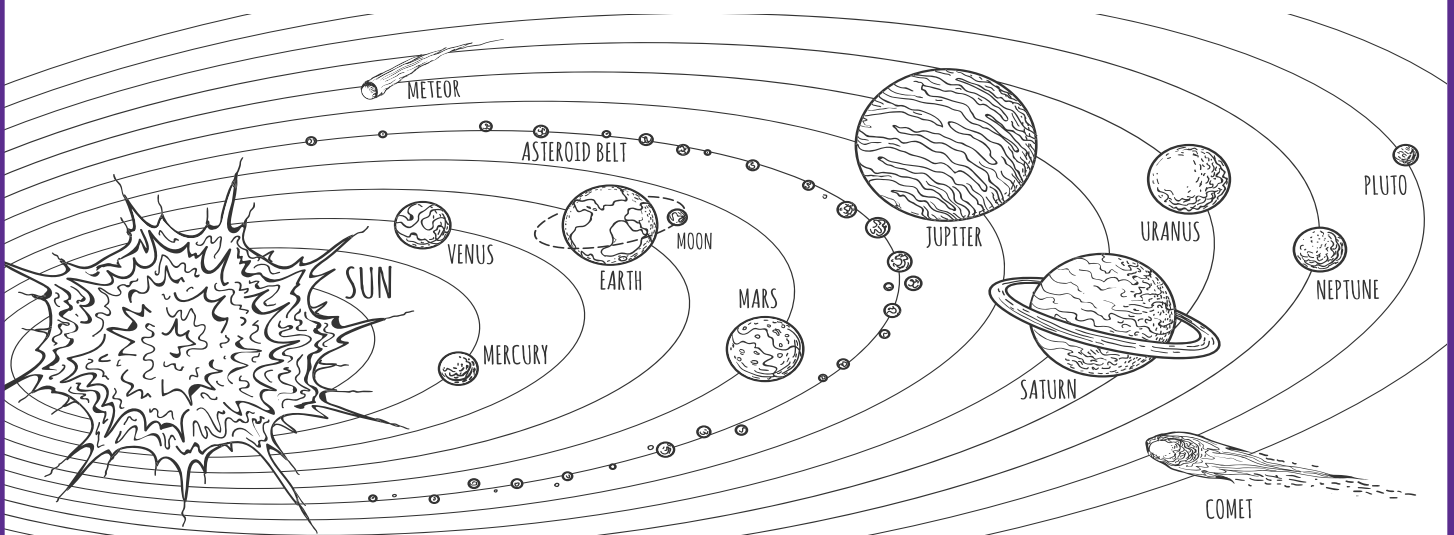 METEOR
ASTEROID BELT
PLUTO
URANUS
JUPITER
MOON
VENUS
EARTH
SUN
NEPTUNE
MARS
MERCURY
SATURN
COMET